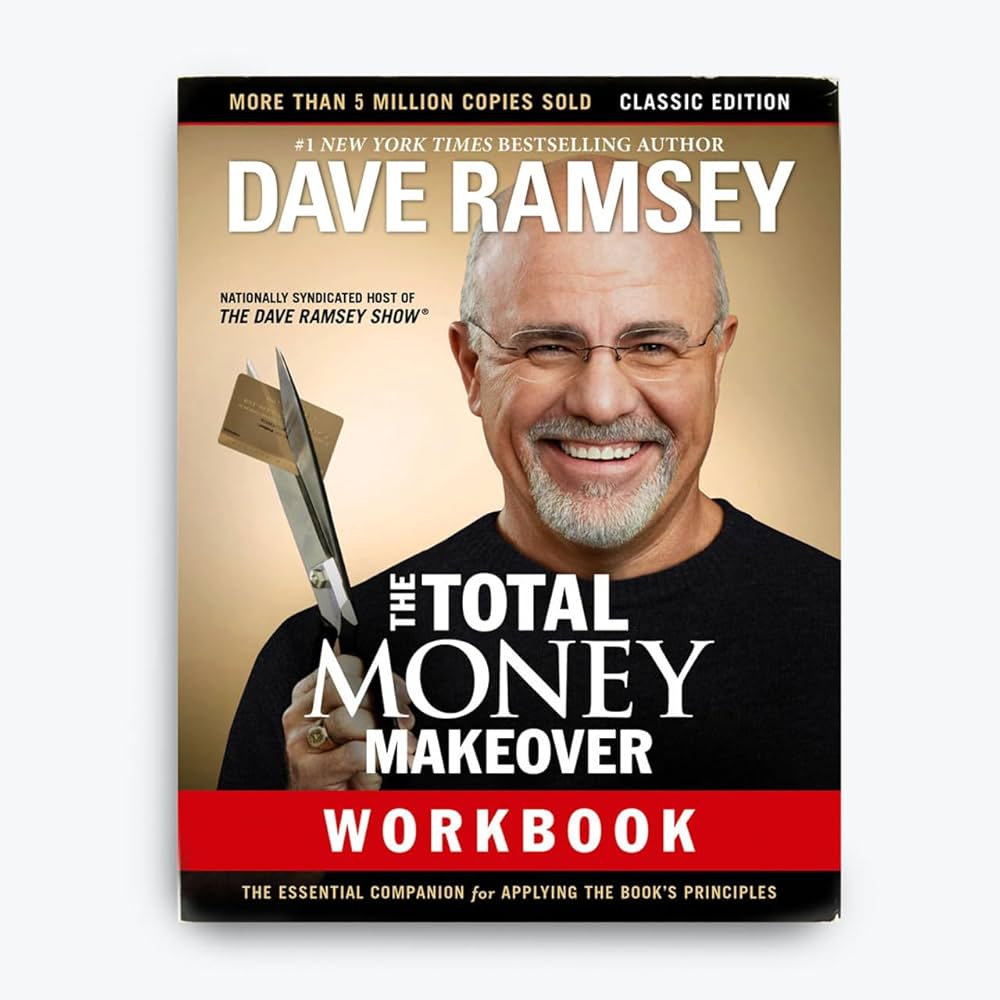 MORE THAN 5 MILLION COPIES SOLD CLASSIC EDITION
#1 NEW YORK TIMES BESTSELLING AUTHOR
DAVE RAMSEY
NATIONALLY SYNDICATED HOST OF
THE DAVE RAMSEY SHOW®
THE TOTAL
MONEY
MAKEOVER
WORKBOOK
THE ESSENTIAL COMPANION for APPLYING THE BOOK'S PRINCIPLES